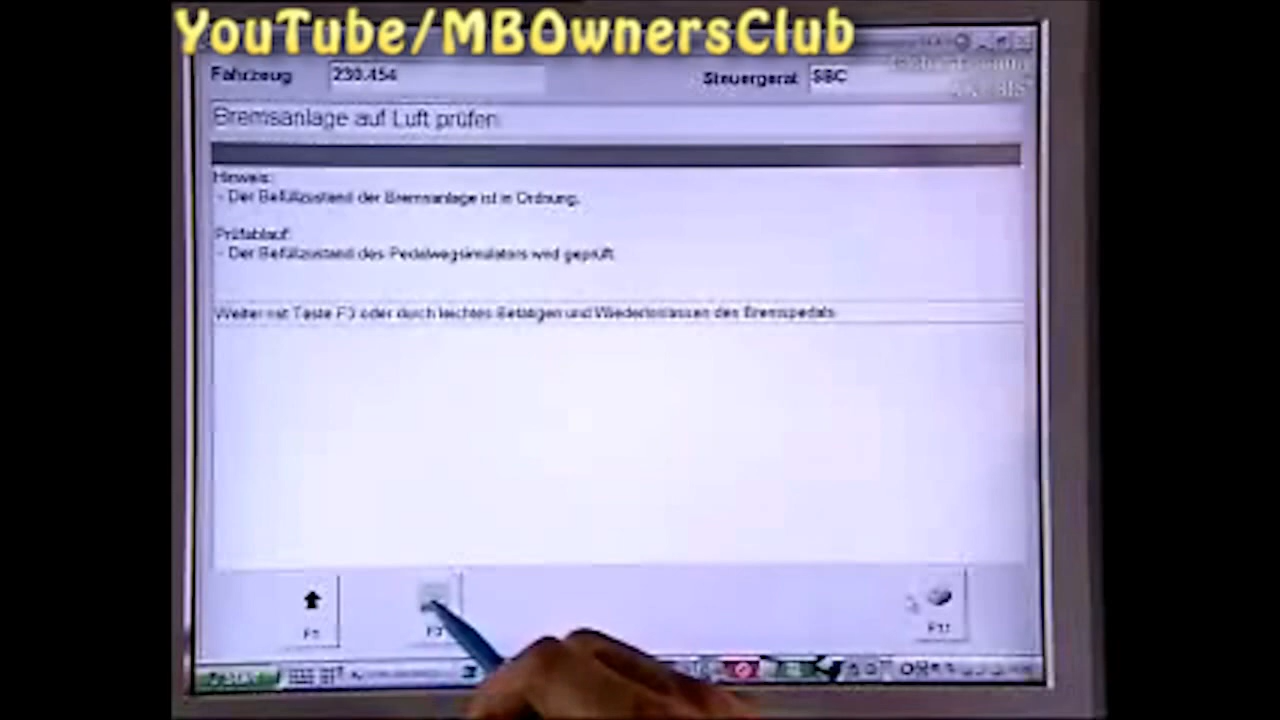 YouTube/MBOwnersClub
Fahrzeug 230.454 Steuergerät SBC
Bremsanlage auf Luft prüfen
Hinweis:
- Der Befüllzustand der Bremsanlage ist in Ordnung.
Prüfablauf:
- Der Befüllzustand des Pedalwegsimulators wird geprüft.
Weiter mit Taste F3 oder durch leichtes Betätigen und Wiederloslassen des Bremspedals
F1 F3